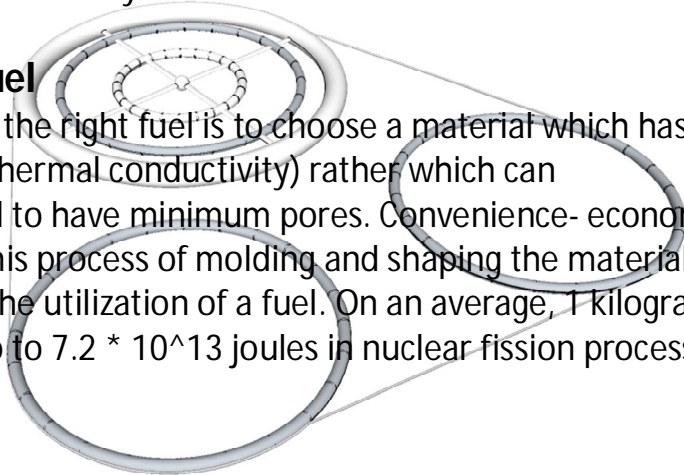 uel
the right fuel is to choose a material which has
hermal conductivity) rather which can
to have minimum pores. Convenience- econo
his process of molding and shaping the material
he utilization of a fuel. On an average, 1 kilogra
to 7.2 * 10^13 joules in nuclear fission process